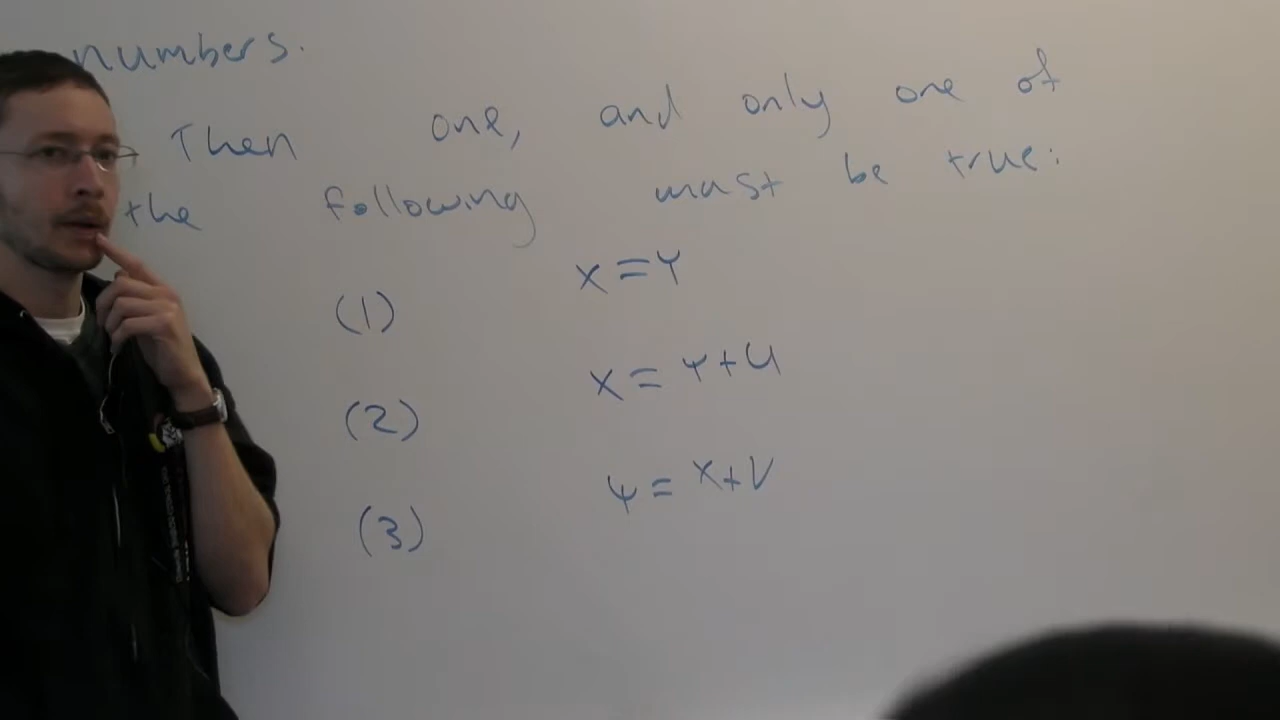 numbers.
Then one, and only one of
the following must be true:
(1) x = y
(2) x = y + u
(3) y = x + v